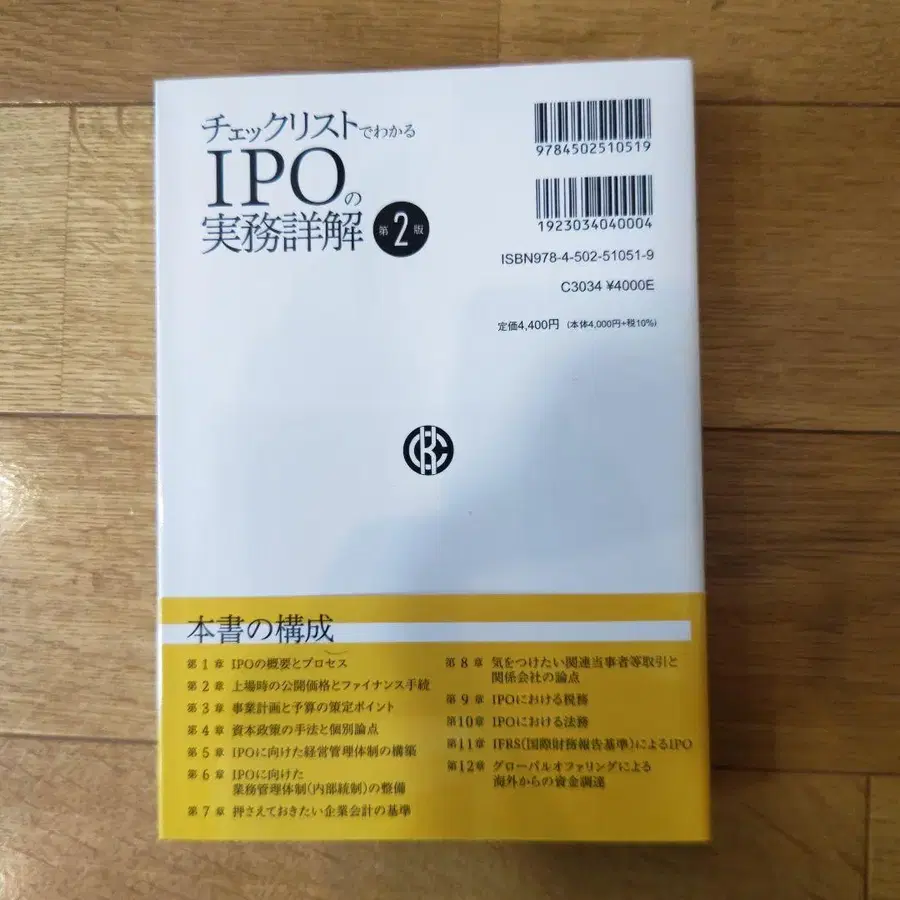 チェックリストでわかる
IPOの
実務詳解
第2版
9784502510519
1923034040004
ISBN978-4-502-51051-9
C3034 ¥4000E
定価4,400円 (本体4,000円+税10%)
本書の構成
第1章 IPOの概要とプロセス
第2章 上場時の公開価格とファイナンス手続
第3章 事業計画と予算の策定ポイント
第4章 資本政策の手法と個別論点
第5章 IPOに向けた経営管理体制の構築
第6章 IPOに向けた
業務管理体制(内部統制)の整備
第7章 押さえておきたい企業会計の基準
第8章 気をつけたい関連当事者等取引と
関係会社の論点
第9章 IPOにおける税務
第10章 IPOにおける法務
第11章 IFRS(国際財務報告基準)によるIPO
第12章 グローバルオファリングによる
海外からの資金調達